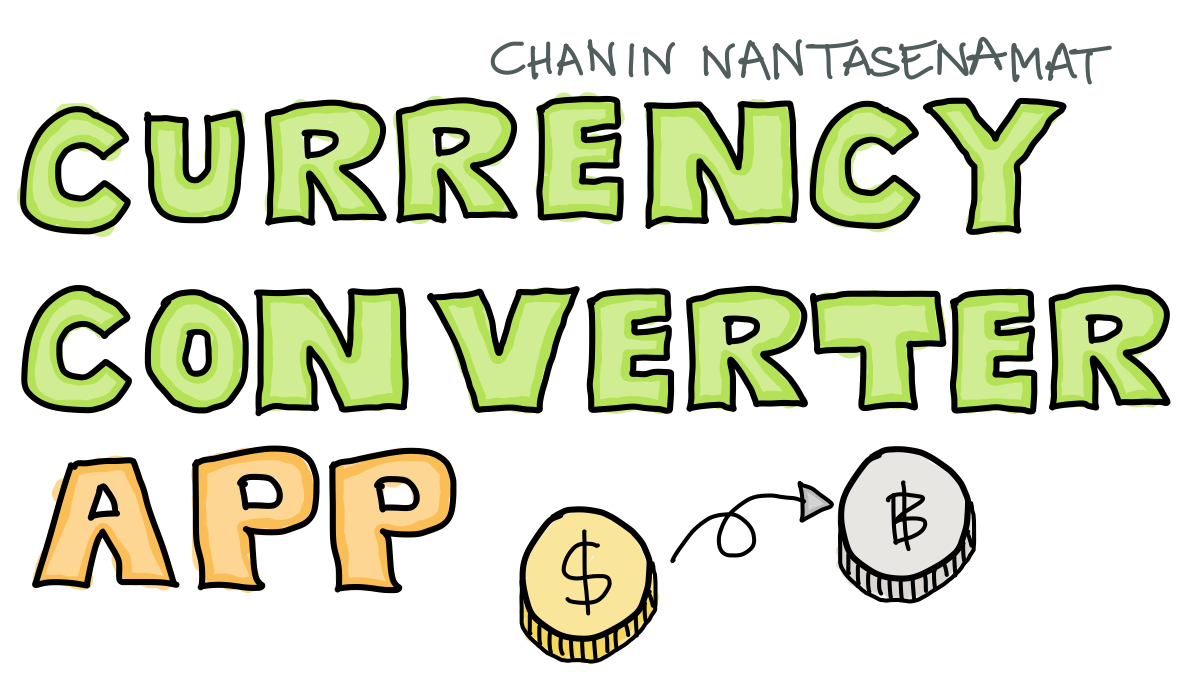 CHANIN NANTASENAMAT
CURRENCY
CONVERTER
APP
$ ฿